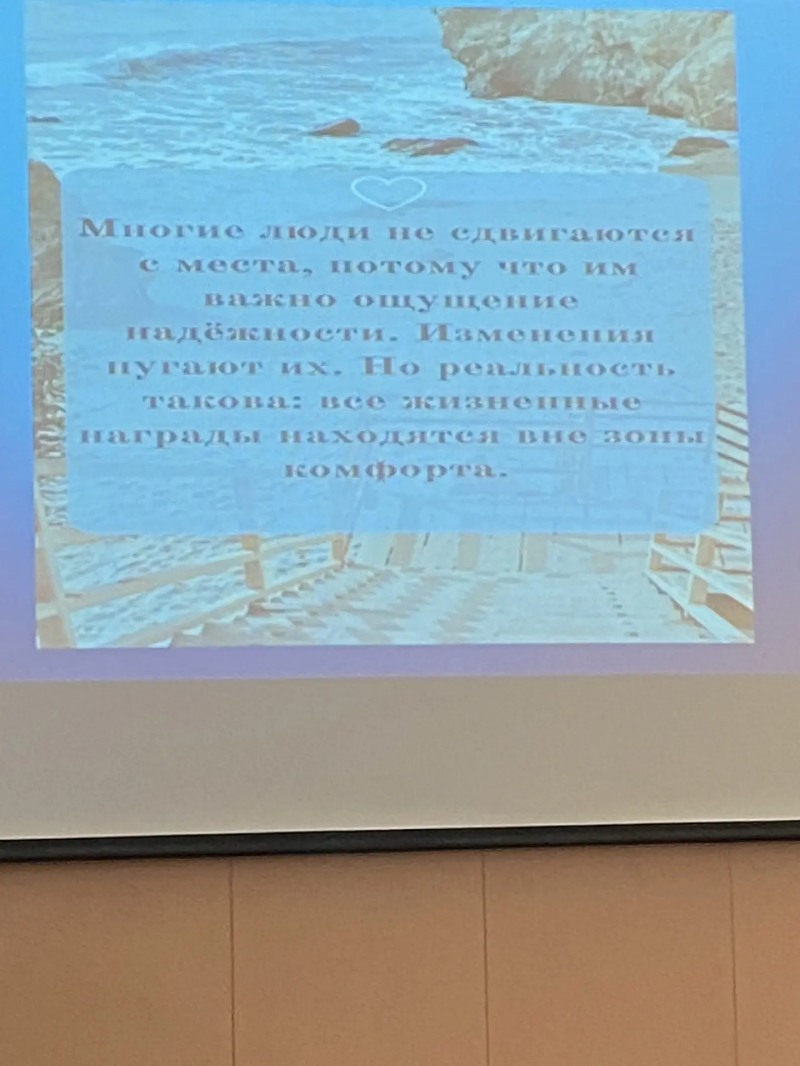 Многие люди не сдвигаются
с места, потому что им
важно ощущение
надёжности. Изменения
пугают их. Но реальность
такова: все жизненные
награды находятся вне зоны
комфорта.